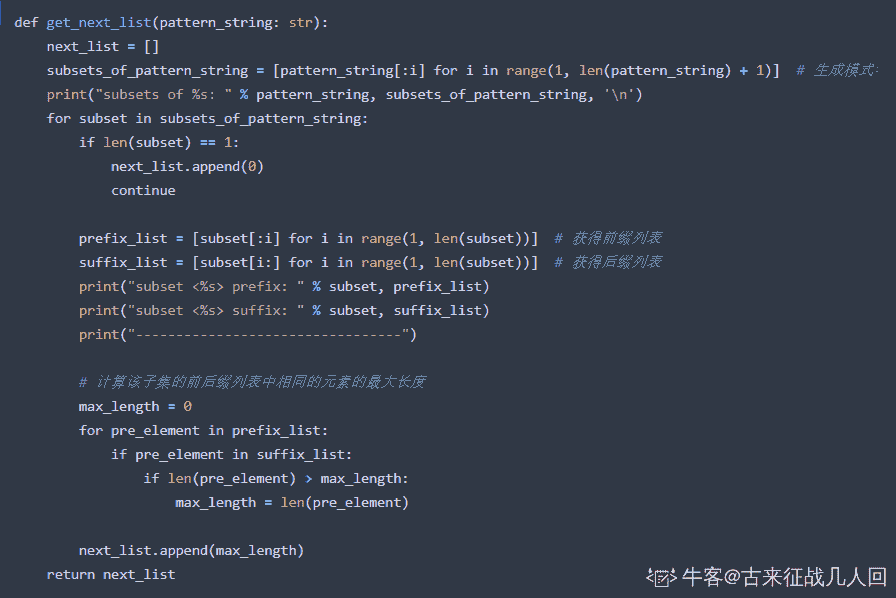 def get_next_list(pattern_string: str):
    next_list = []
    subsets_of_pattern_string = [pattern_string[:i] for i in range(1, len(pattern_string) + 1)]  # 生成模式
    print("subsets of %s: " % pattern_string, subsets_of_pattern_string, '\n')
    for subset in subsets_of_pattern_string:
        if len(subset) == 1:
            next_list.append(0)
            continue

        prefix_list = [subset[:i] for i in range(1, len(subset))]  # 获得前缀列表
        suffix_list = [subset[i:] for i in range(1, len(subset))]  # 获得后缀列表
        print("subset <%s> prefix: " % subset, prefix_list)
        print("subset <%s> suffix: " % subset, suffix_list)
        print("---------------------------------")

        # 计算该子集的前后缀列表中相同的元素的最大长度
        max_length = 0
        for pre_element in prefix_list:
            if pre_element in suffix_list:
                if len(pre_element) > max_length:
                    max_length = len(pre_element)

        next_list.append(max_length)
    return next_list
牛客@古来征战几人回